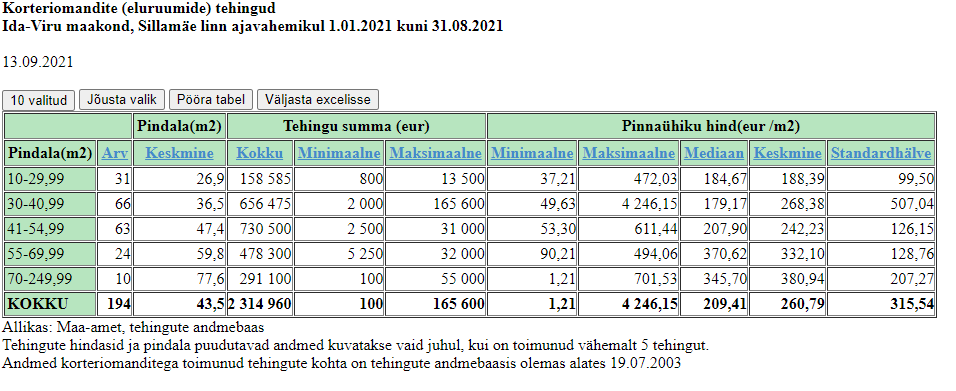 Korteriomandite (eluruumide) tehingud
Ida-Viru maakond, Sillamäe linn ajavahemikul 1.01.2021 kuni 31.08.2021
13.09.2021
10 valitud Jõusta valik Pööra tabel Väljasta excelisse
Pindala(m2) Tehingu summa (eur) Pinnaühiku hind(eur /m2)
Pindala(m2) Arv Keskmine Kokku Minimaalne Maksimaalne Minimaalne Maksimaalne Mediaan Keskmine Standardhälve
10-29,99 31 26,9 158 585 800 13 500 37,21 472,03 184,67 188,39 99,50
30-40,99 66 36,5 656 475 2 000 165 600 49,63 4 246,15 179,17 268,38 507,04
41-54,99 63 47,4 730 500 2 500 31 000 53,30 611,44 207,90 242,23 126,15
55-69,99 24 59,8 478 300 5 250 32 000 90,21 494,06 370,62 332,10 128,76
70-249,99 10 77,6 291 100 100 55 000 1,21 701,53 345,70 380,94 207,27
KOKKU 194 43,5 2 314 960 100 165 600 1,21 4 246,15 209,41 260,79 315,54
Allikas: Maa-amet, tehingute andmebaas
Tehingute hindasid ja pindala puudutavad andmed kuvatakse vaid juhul, kui on toimunud vähemalt 5 tehingut.
Andmed korteriomanditega toimunud tehingute kohta on tehingute andmebaasis olemas alates 19.07.2003